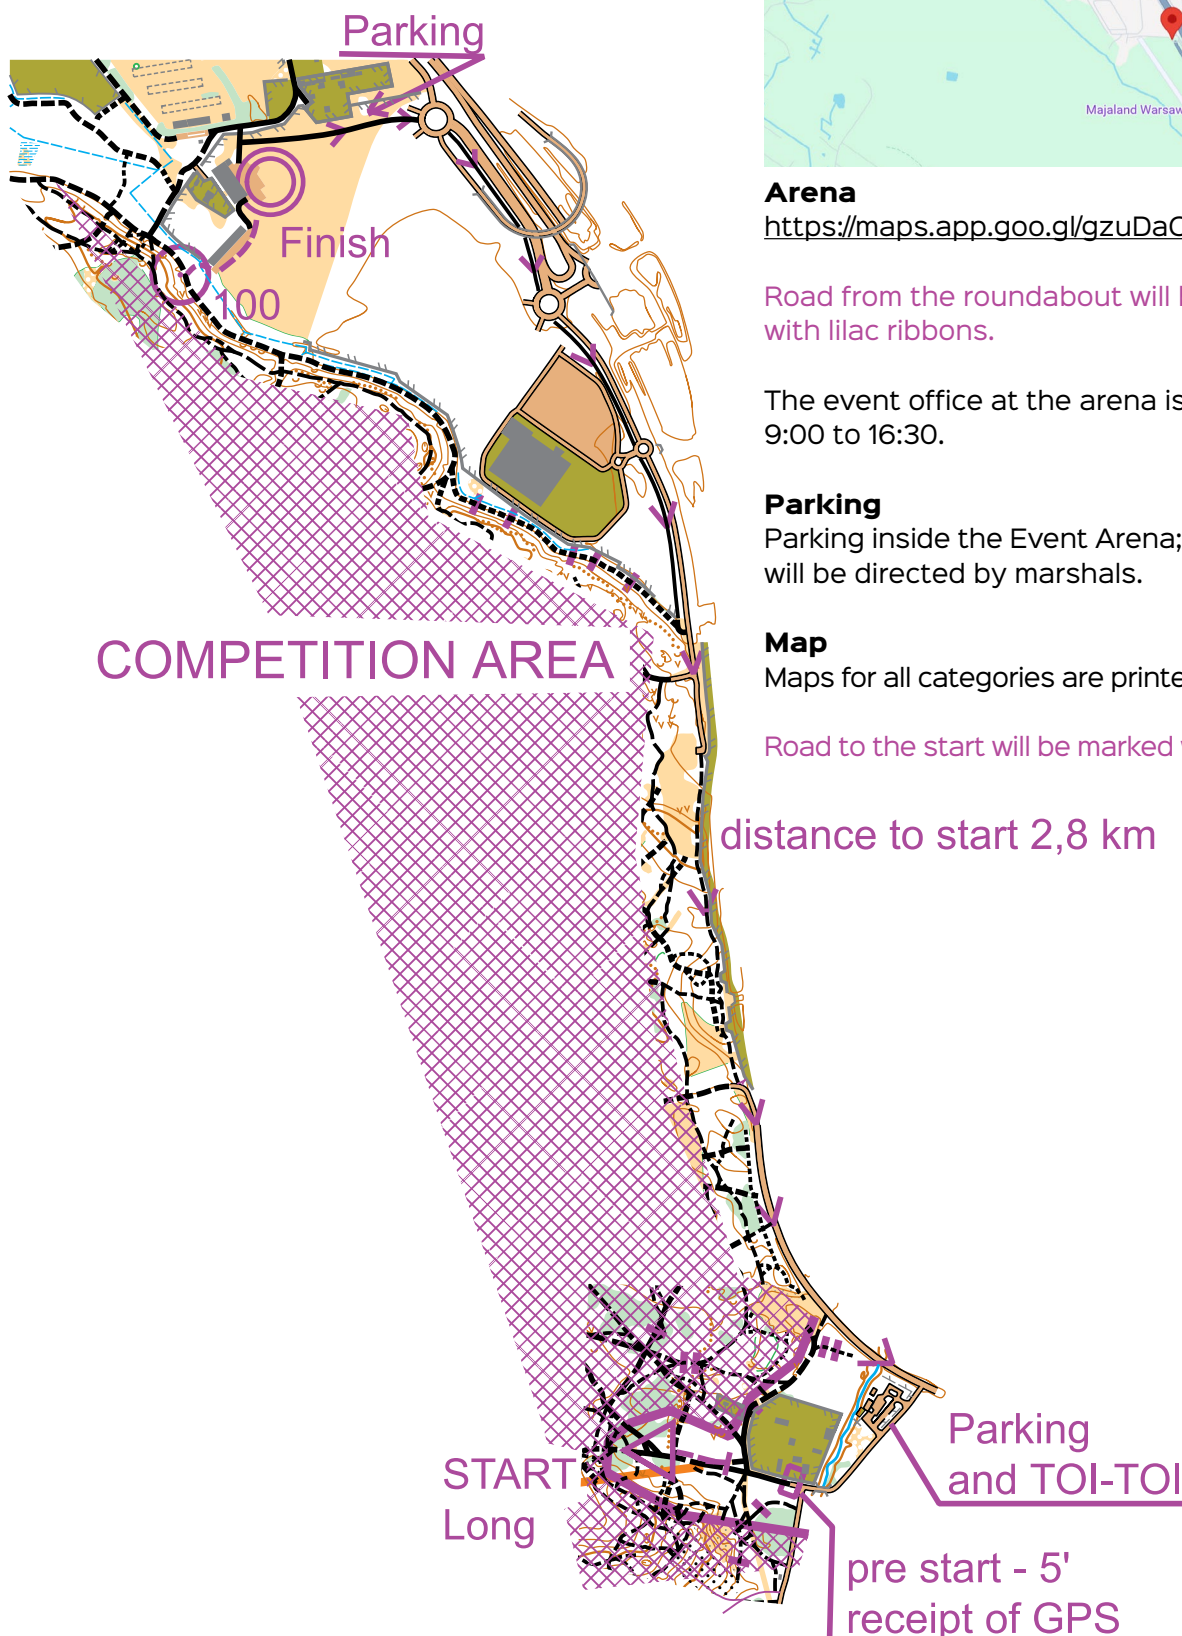 Parking
Majaland Warsaw
Arena
https://maps.app.goo.gl/gzuDaC
Finish
100
Road from the roundabout will
with lilac ribbons.
The event office at the arena is
9:00 to 16:30.
Parking
Parking inside the Event Arena;
will be directed by marshals.
COMPETITION AREA
Map
Maps for all categories are printe
Road to the start will be marked
distance to start 2,8 km
START
Long
Parking
and TOI-TOI
pre start - 5'
receipt of GPS